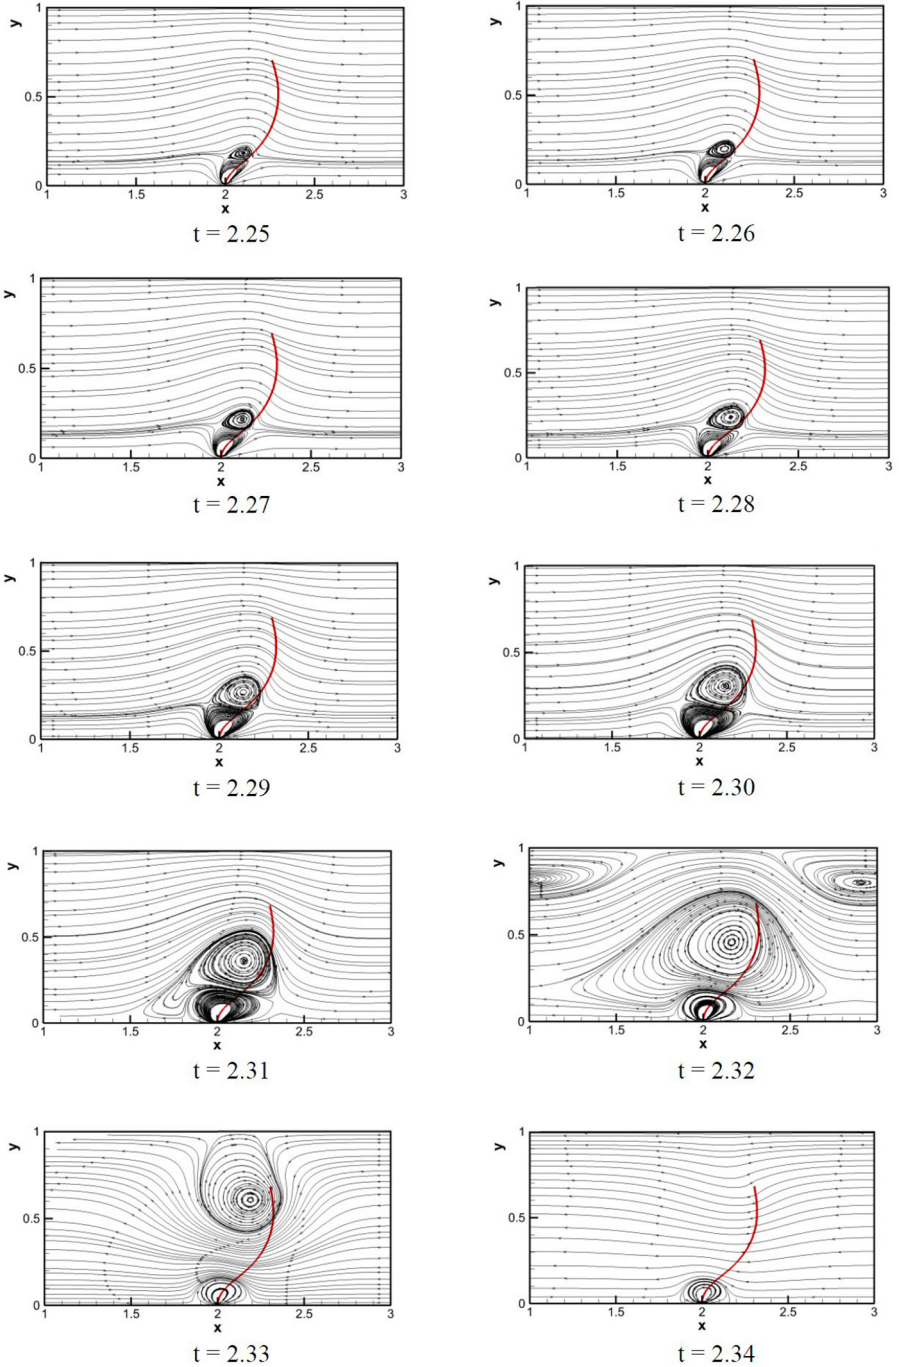 y
1
0.5
0
1 1.5 2 2.5 3
x
t = 2.25
y
1
0.5
0
1 1.5 2 2.5 3
x
t = 2.26
y
1
0.5
0
1 1.5 2 2.5 3
x
t = 2.27
y
1
0.5
0
1 1.5 2 2.5 3
x
t = 2.28
y
1
0.5
0
1 1.5 2 2.5 3
x
t = 2.29
y
1
0.5
0
1 1.5 2 2.5 3
x
t = 2.30
y
1
0.5
0
1 1.5 2 2.5 3
x
t = 2.31
y
1
0.5
0
1 1.5 2 2.5 3
x
t = 2.32
y
1
0.5
0
1 1.5 2 2.5 3
x
t = 2.33
y
1
0.5
0
1 1.5 2 2.5 3
x
t = 2.34